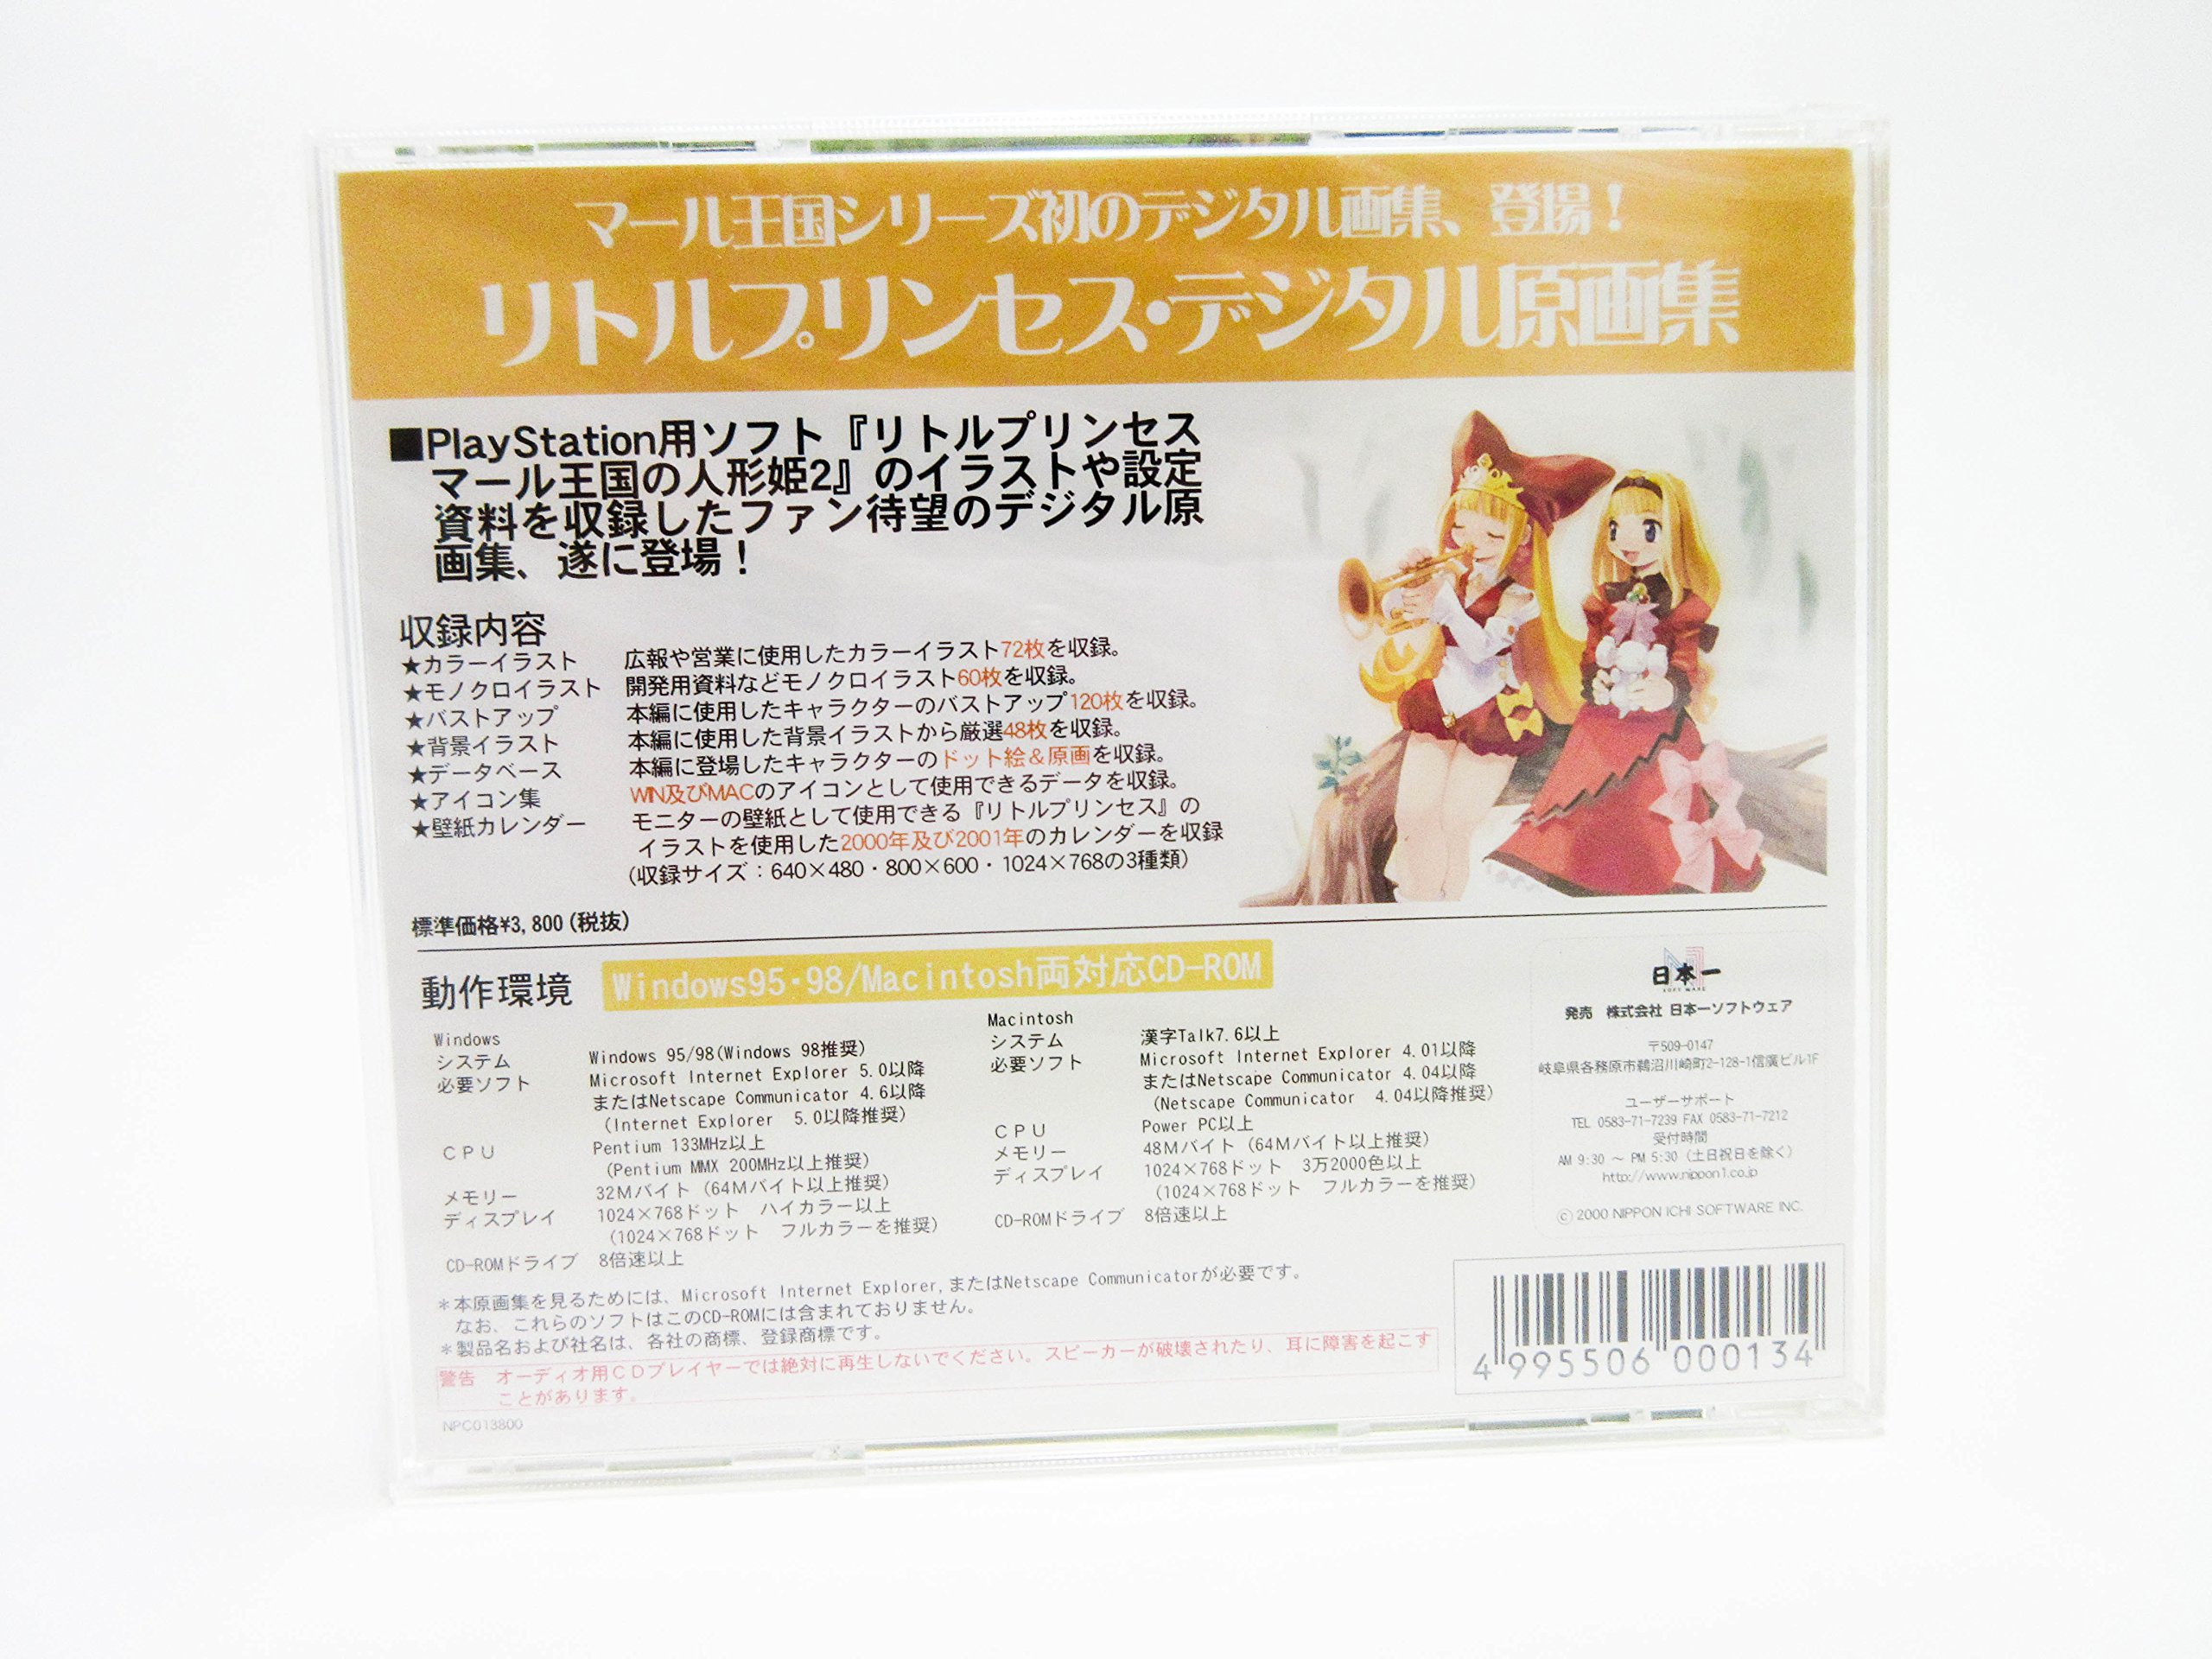 マール王国シリーズ初のデジタル画集、登場！
リトルプリンセス・デジタル原画集
■PlayStation用ソフト『リトルプリンセス
マール王国の人形姫2』のイラストや設定
資料を収録したファン待望のデジタル原
画集、遂に登場！
収録内容
★カラーイラスト 広報や営業に使用したカラーイラスト72枚を収録。
★モノクロイラスト 開発用資料などモノクロイラスト60枚を収録。
★バストアップ 本編に使用したキャラクターのバストアップ120枚を収録。
★背景イラスト 本編に使用した背景イラストから厳選48枚を収録。
★データベース 本編に登場したキャラクターのドット絵＆原画を収録。
★アイコン集 WIN及びMACのアイコンとして使用できるデータを収録。
★壁紙カレンダー モニターの壁紙として使用できる『リトルプリンセス』の
イラストを使用した2000年及び2001年のカレンダーを収録
(収録サイズ：640×480・800×600・1024×768の3種類)
標準価格¥3,800(税抜)
動作環境 Windows95・98/Macintosh両対応CD-ROM
Windows
システム Windows 95/98(Windows 98推奨)
必要ソフト Microsoft Internet Explorer 5.0以降
またはNetscape Communicator 4.6以降
(Internet Explorer 5.0以降推奨)
ＣＰＵ Pentium 133MHz以上
(Pentium MMX 200MHz以上推奨)
メモリー 32Mバイト (64Mバイト以上推奨)
ディスプレイ 1024×768ドット ハイカラー以上
(1024×768ドット フルカラーを推奨)
CD-ROMドライブ 8倍速以上
Macintosh
システム 漢字Talk7.6以上
必要ソフト Microsoft Internet Explorer 4.01以降
またはNetscape Communicator 4.04以降
(Netscape Communicator 4.04以降推奨)
ＣＰＵ Power PC以上
メモリー 48Mバイト (64Mバイト以上推奨)
ディスプレイ 1024×768ドット 3万2000色以上
(1024×768ドット フルカラーを推奨)
CD-ROMドライブ 8倍速以上
日本一
SOFTWARE
発売 株式会社 日本一ソフトウェア
〒509-0147
岐阜県各務原市鵜沼川崎町2-128-1信廣ビル1F
ユーザーサポート
TEL 0583-71-7239 FAX 0583-71-7212
受付時間
AM 9:30 ～ PM 5:30 (土日祝日を除く)
http://www.nippon1.co.jp
© 2000 NIPPON ICHI SOFTWARE INC.
＊本原画集を見るためには、Microsoft Internet Explorer,またはNetscape Communicatorが必要です。
なお、これらのソフトはこのCD-ROMには含まれておりません。
＊製品名および社名は、各社の商標、登録商標です。
警告 オーディオ用ＣＤプレイヤーでは絶対に再生しないでください。スピーカーが破壊されたり、耳に障害を起こす
ことがあります。
NPC013800
4 995506 000134